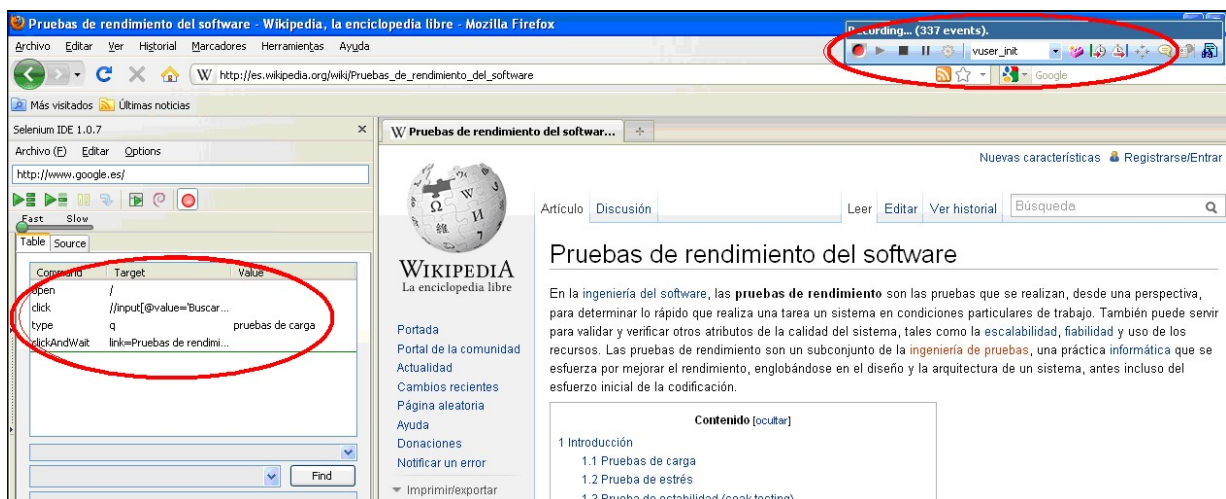 Pruebas de rendimiento del software - Wikipedia, la enciclopedia libre - Mozilla Firefox
Recording... (337 events).
Archivo Editar Ver Historial Marcadores Herramientas Ayuda
vuser_init
W http://es.wikipedia.org/wiki/Pruebas_de_rendimiento_del_software
Google
Más visitados Últimas noticias
Selenium IDE 1.0.7
Archivo (F) Editar Options
http://www.google.es/
Fast Slow
Table Source
Command Target Value
open /
click //input[@value='Buscar...
type q pruebas de carga
clickAndWait link=Pruebas de rendimi...
Find
W Pruebas de rendimiento del softwar...
Nuevas características Registrarse/Entrar
Artículo Discusión Leer Editar Ver historial Búsqueda
WIKIPEDIA
La enciclopedia libre
Portada
Portal de la comunidad
Actualidad
Cambios recientes
Página aleatoria
Ayuda
Donaciones
Notificar un error
Imprimir/exportar
Pruebas de rendimiento del software
En la ingeniería del software, las pruebas de rendimiento son las pruebas que se realizan, desde una perspectiva,
para determinar lo rápido que realiza una tarea un sistema en condiciones particulares de trabajo. También puede servir
para validar y verificar otros atributos de la calidad del sistema, tales como la escalabilidad, fiabilidad y uso de los
recursos. Las pruebas de rendimiento son un subconjunto de la ingeniería de pruebas, una práctica informática que se
esfuerza por mejorar el rendimiento, englobándose en el diseño y la arquitectura de un sistema, antes incluso del
esfuerzo inicial de la codificación.
Contenido [ocultar]
1 Introducción
1.1 Pruebas de carga
1.2 Prueba de estrés
1.3 Prueba de estabilidad (soak testing)